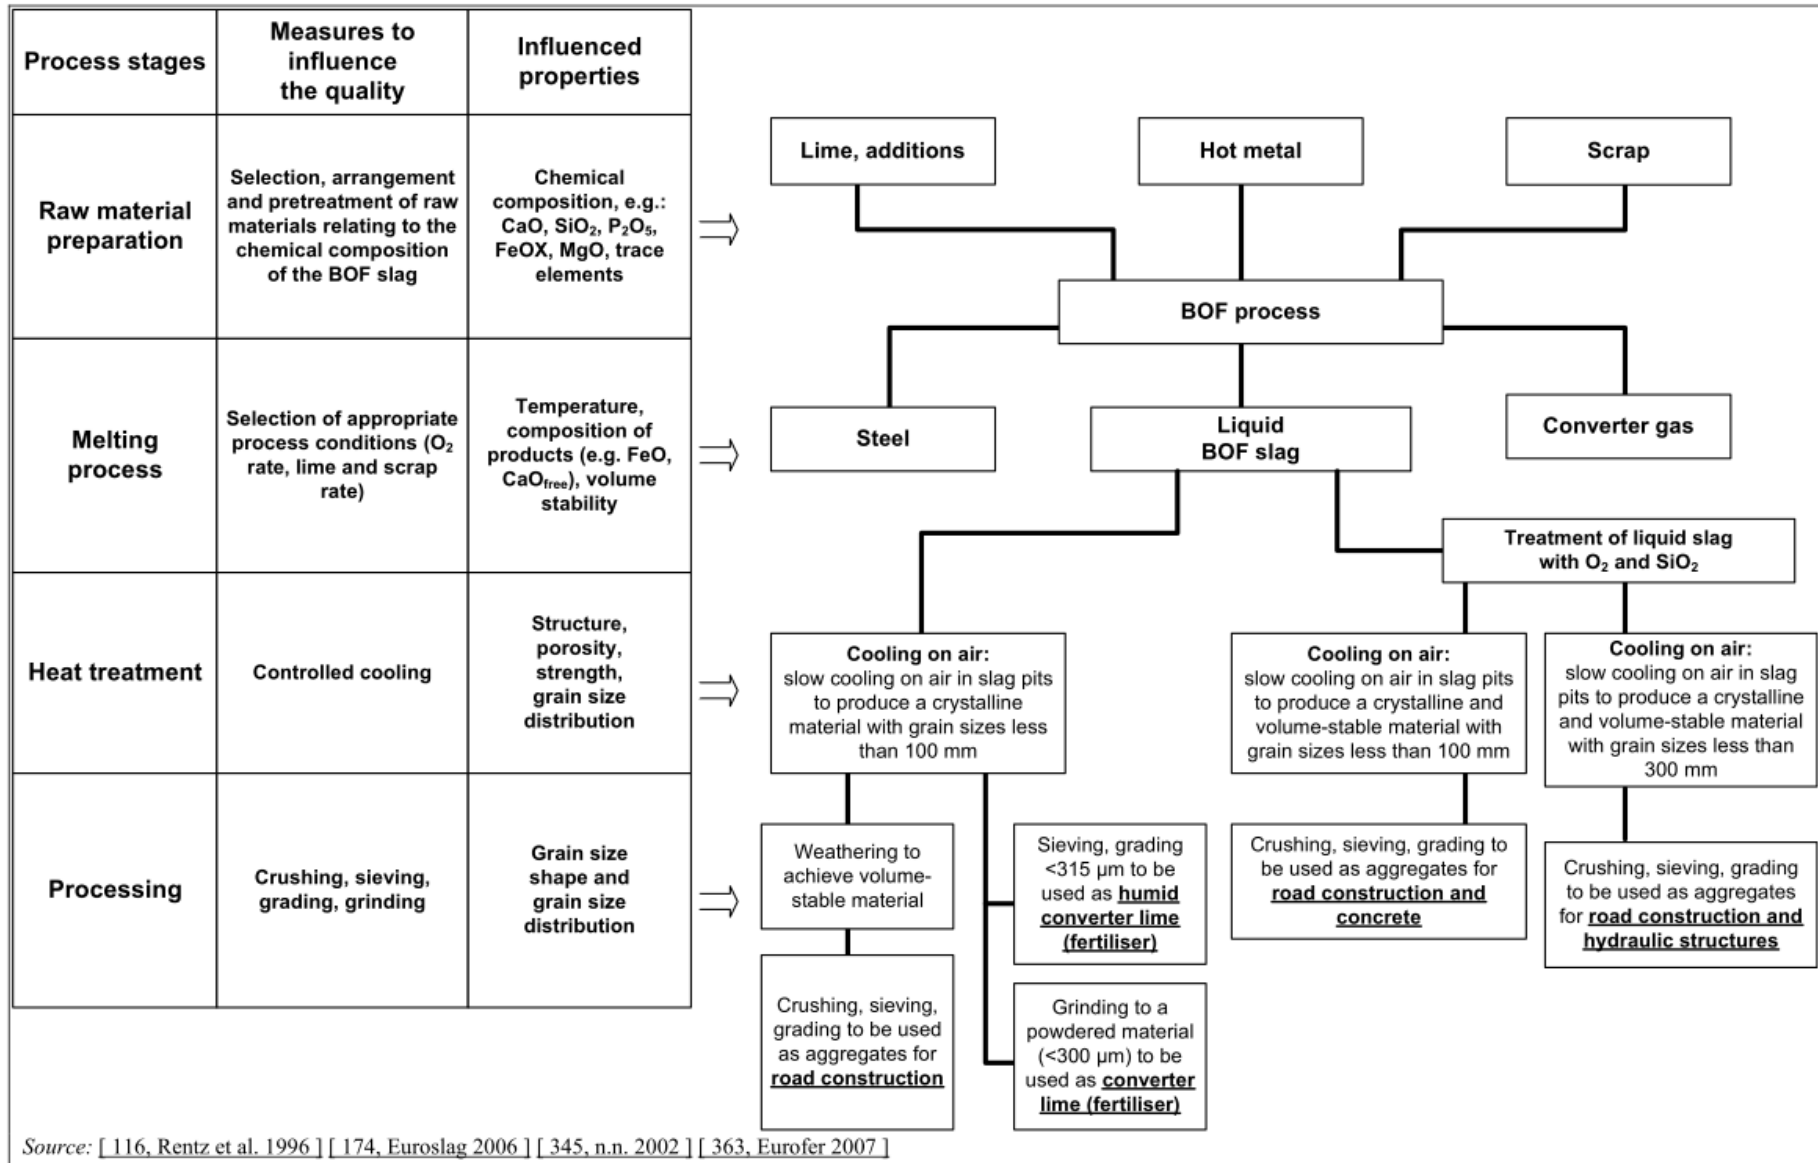 Process stages
Measures to
influence
the quality
Influenced
properties
Raw material
preparation
Selection, arrangement
and pretreatment of raw
materials relating to the
chemical composition
of the BOF slag
Chemical
composition, e.g.:
CaO, SiO₂, P₂O₅,
FeOX, MgO, trace
elements
Melting
process
Selection of appropriate
process conditions (O₂
rate, lime and scrap
rate)
Temperature,
composition of
products (e.g. FeO,
CaO_free), volume
stability
Heat treatment
Controlled cooling
Structure,
porosity,
strength,
grain size
distribution
Processing
Crushing, sieving,
grading, grinding
Grain size
shape and
grain size
distribution
Lime, additions
Hot metal
Scrap
BOF process
Steel
Liquid
BOF slag
Converter gas
Treatment of liquid slag
with O₂ and SiO₂
Cooling on air:
slow cooling on air in slag pits
to produce a crystalline
material with grain sizes less
than 100 mm
Cooling on air:
slow cooling on air in slag pits
to produce a crystalline and
volume-stable material with
grain sizes less than 100 mm
Cooling on air:
slow cooling on air in slag
pits to produce a crystalline
and volume-stable material
with grain sizes less than
300 mm
Weathering to
achieve volume-
stable material
Sieving, grading
<315 µm to be
used as humid
converter lime
(fertiliser)
Crushing, sieving, grading to
be used as aggregates for
road construction and
concrete
Crushing, sieving, grading
to be used as aggregates
for road construction and
hydraulic structures
Crushing, sieving,
grading to be used
as aggregates for
road construction
Grinding to a
powdered material
(<300 µm) to be
used as converter
lime (fertiliser)
Source: [ 116, Rentz et al. 1996 ] [ 174, Euroslag 2006 ] [ 345, n.n. 2002 ] [ 363, Eurofer 2007 ]